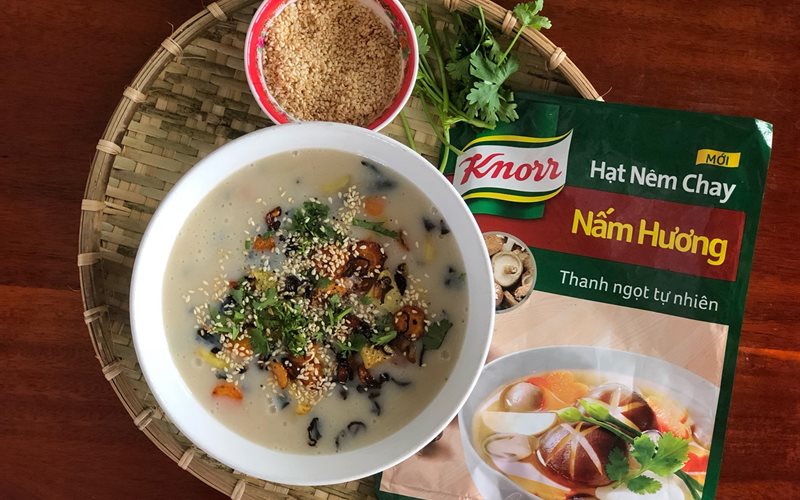 Knorr
MỚI
Hạt Nêm Chay
Nấm Hương
Thanh ngọt tự nhiên